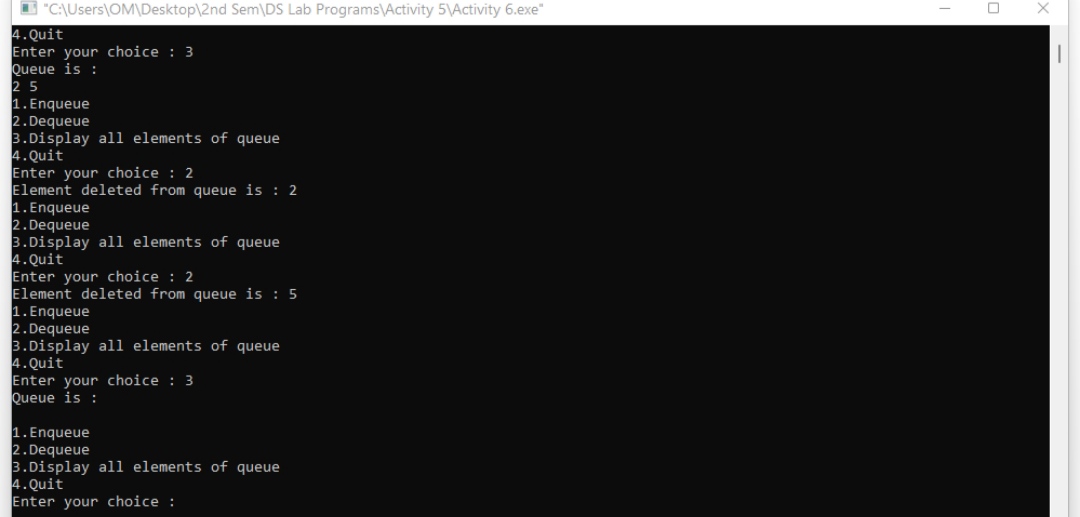 "C:\Users\OM\Desktop\2nd Sem\DS Lab Programs\Activity 5\Activity 6.exe"
4.Quit
Enter your choice : 3
Queue is :
2 5
1.Enqueue
2.Dequeue
3.Display all elements of queue
4.Quit
Enter your choice : 2
Element deleted from queue is : 2
1.Enqueue
2.Dequeue
3.Display all elements of queue
4.Quit
Enter your choice : 2
Element deleted from queue is : 5
1.Enqueue
2.Dequeue
3.Display all elements of queue
4.Quit
Enter your choice : 3
Queue is :
1.Enqueue
2.Dequeue
3.Display all elements of queue
4.Quit
Enter your choice :